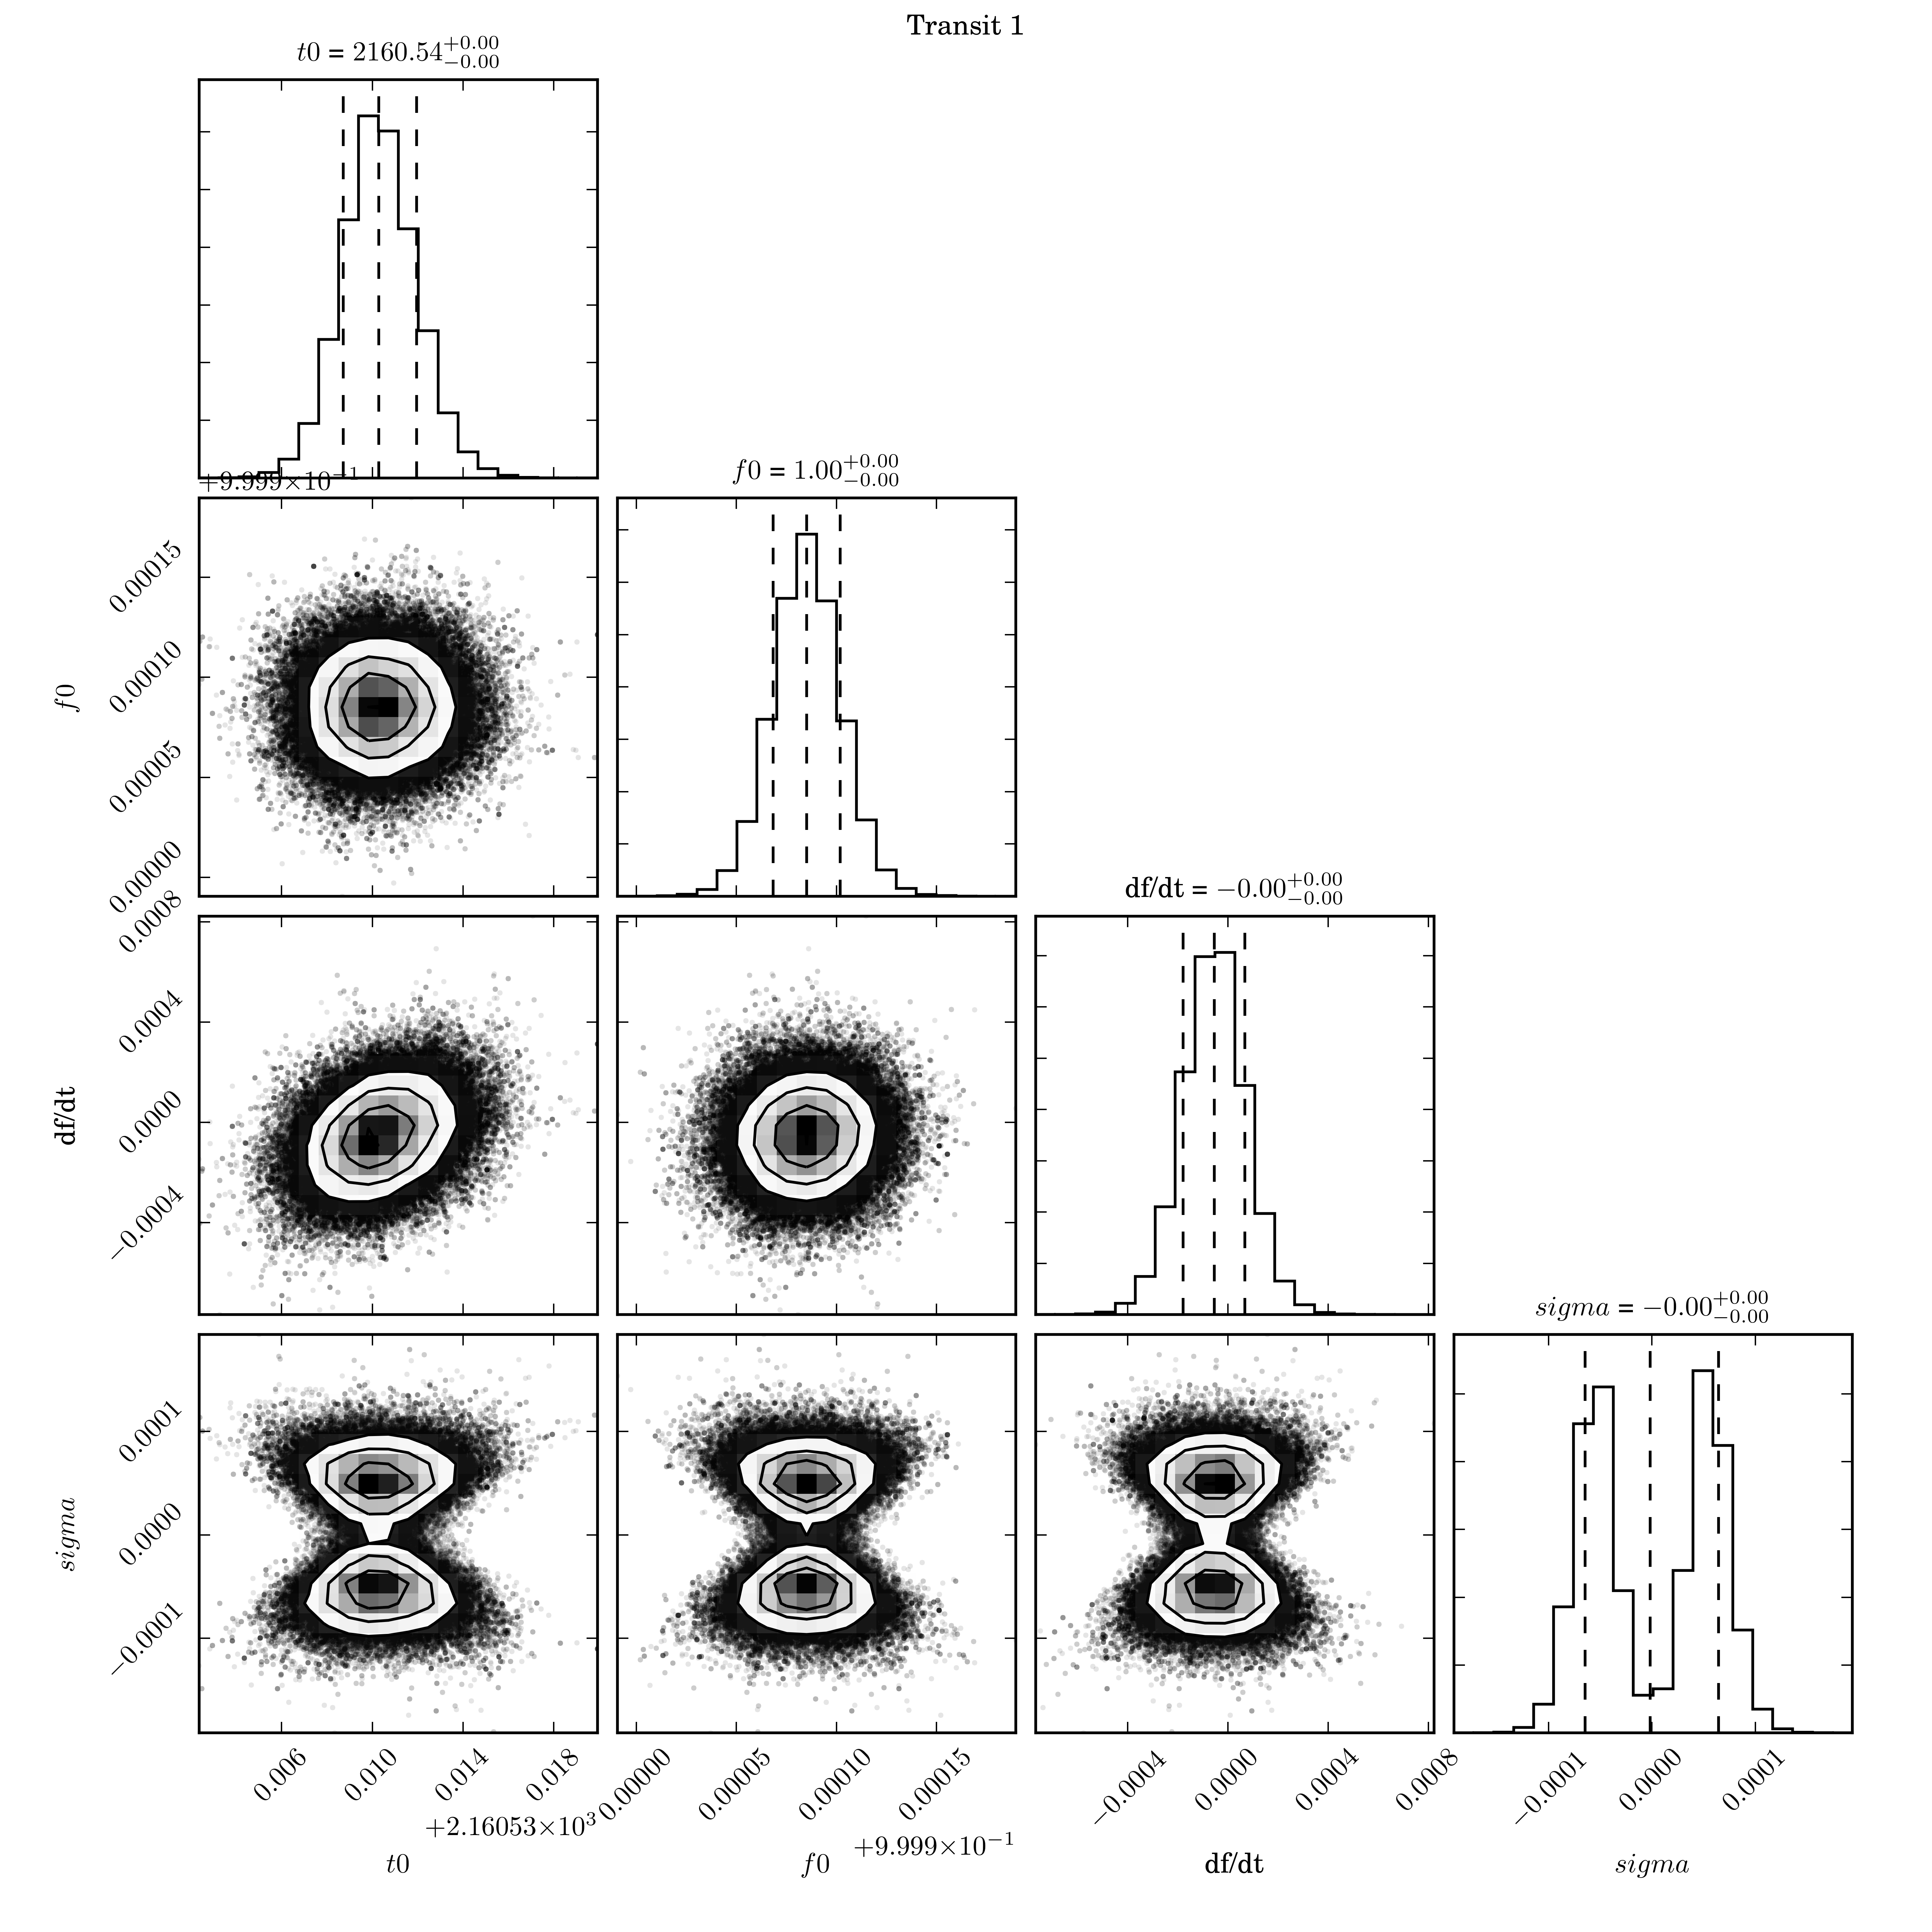 Transit 1
t0 = 2160.54+0.00−0.00
+9.999×10−1
f0 = 1.00+0.00−0.00
0.00015
0.00010
0.00005
0.00000
f0
df/dt = −0.00+0.00−0.00
0.0008
0.0004
0.0000
−0.0004
df/dt
sigma = −0.00+0.00−0.00
0.0001
0.0000
−0.0001
sigma
0.006 0.010 0.014 0.018
+2.16053×10³
t0
0.00000 0.00005 0.00010 0.00015
+9.999×10−1
f0
−0.0004 0.0000 0.0004 0.0008
df/dt
−0.0001 0.0000 0.0001
sigma